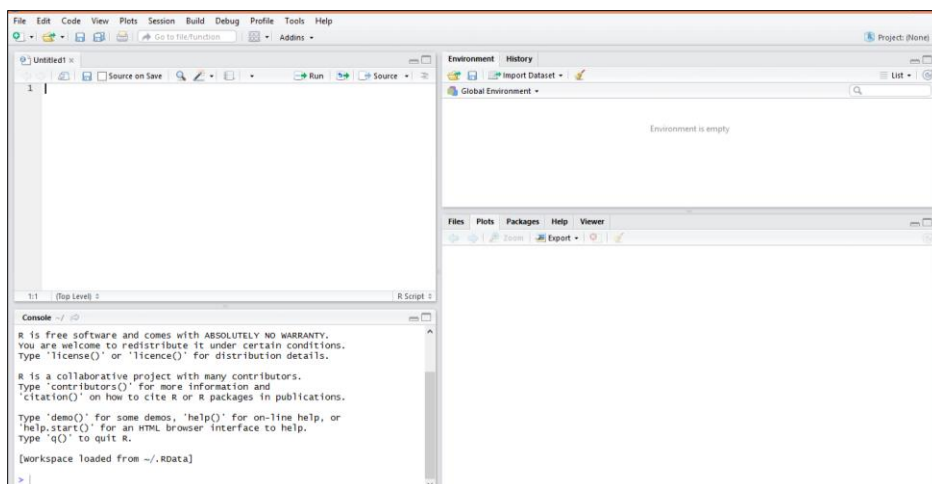 File Edit Code View Plots Session Build Debug Profile Tools Help
Go to file/function Addins Project: (None)
Untitled1
Source on Save Run Source
1
1:1 (Top Level) R Script
Console ~/
R is free software and comes with ABSOLUTELY NO WARRANTY.
You are welcome to redistribute it under certain conditions.
Type 'license()' or 'licence()' for distribution details.
R is a collaborative project with many contributors.
Type 'contributors()' for more information and
'citation()' on how to cite R or R packages in publications.
Type 'demo()' for some demos, 'help()' for on-line help, or
'help.start()' for an HTML browser interface to help.
Type 'q()' to quit R.
[workspace loaded from ~/.RData]
>
Environment History
Import Dataset List
Global Environment
Environment is empty
Files Plots Packages Help Viewer
Zoom Export